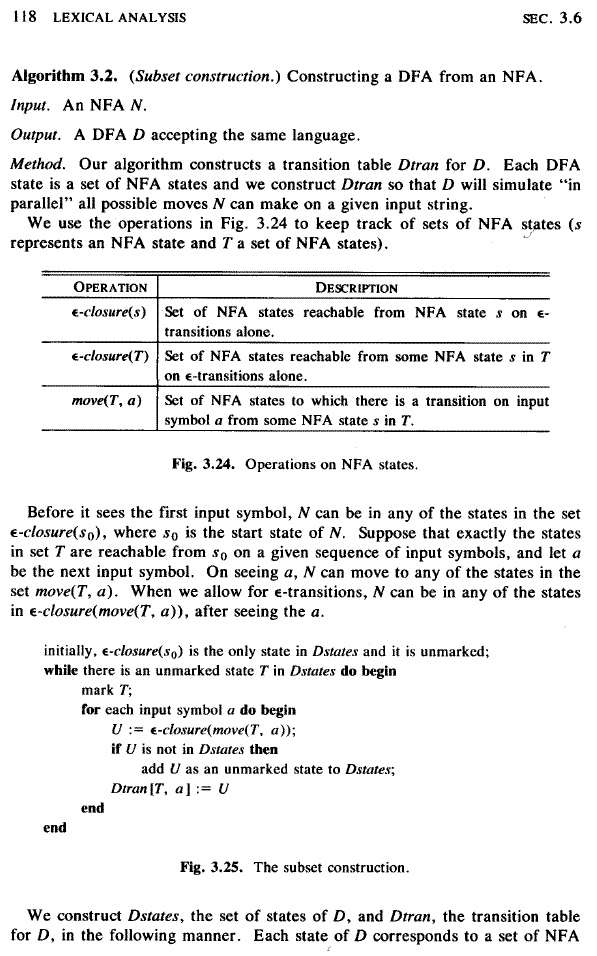 118 LEXICAL ANALYSIS SEC. 3.6
Algorithm 3.2. (Subset construction.) Constructing a DFA from an NFA.
Input. An NFA N.
Output. A DFA D accepting the same language.
Method. Our algorithm constructs a transition table Dtran for D. Each DFA
state is a set of NFA states and we construct Dtran so that D will simulate “in
parallel” all possible moves N can make on a given input string.
We use the operations in Fig. 3.24 to keep track of sets of NFA states (s
represents an NFA state and T a set of NFA states).
OPERATION DESCRIPTION
ϵ-closure(s) Set of NFA states reachable from NFA state s on ϵ-
transitions alone.
ϵ-closure(T) Set of NFA states reachable from some NFA state s in T
on ϵ-transitions alone.
move(T, a) Set of NFA states to which there is a transition on input
symbol a from some NFA state s in T.
Fig. 3.24. Operations on NFA states.
Before it sees the first input symbol, N can be in any of the states in the set
ϵ-closure(s₀), where s₀ is the start state of N. Suppose that exactly the states
in set T are reachable from s₀ on a given sequence of input symbols, and let a
be the next input symbol. On seeing a, N can move to any of the states in the
set move(T, a). When we allow for ϵ-transitions, N can be in any of the states
in ϵ-closure(move(T, a)), after seeing the a.
initially, ϵ-closure(s₀) is the only state in Dstates and it is unmarked;
while there is an unmarked state T in Dstates do begin
mark T;
for each input symbol a do begin
U := ϵ-closure(move(T, a));
if U is not in Dstates then
add U as an unmarked state to Dstates;
Dtran[T, a] := U
end
end
Fig. 3.25. The subset construction.
We construct Dstates, the set of states of D, and Dtran, the transition table
for D, in the following manner. Each state of D corresponds to a set of NFA